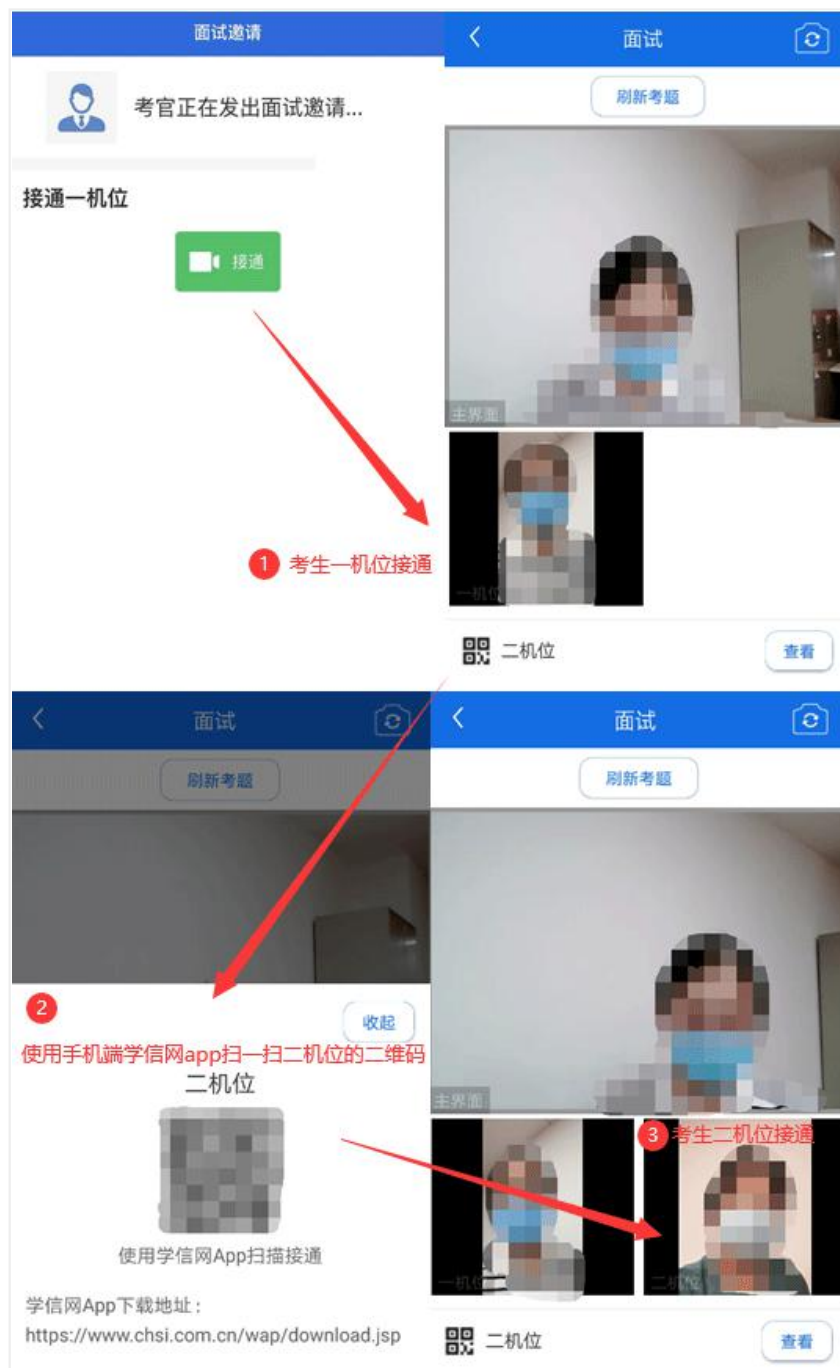 面试邀请
考官正在发出面试邀请...
接通一机位
接通
1 考生一机位接通
面试
刷新考题
主界面
一机位
二机位
查看
面试
刷新考题
2
收起
使用手机端学信网app扫一扫二机位的二维码
二机位
使用学信网App扫描接通
学信网App下载地址：
https://www.chsi.com.cn/wap/download.jsp
面试
刷新考题
主界面
3 考生二机位接通
一机位
二机位
二机位
查看